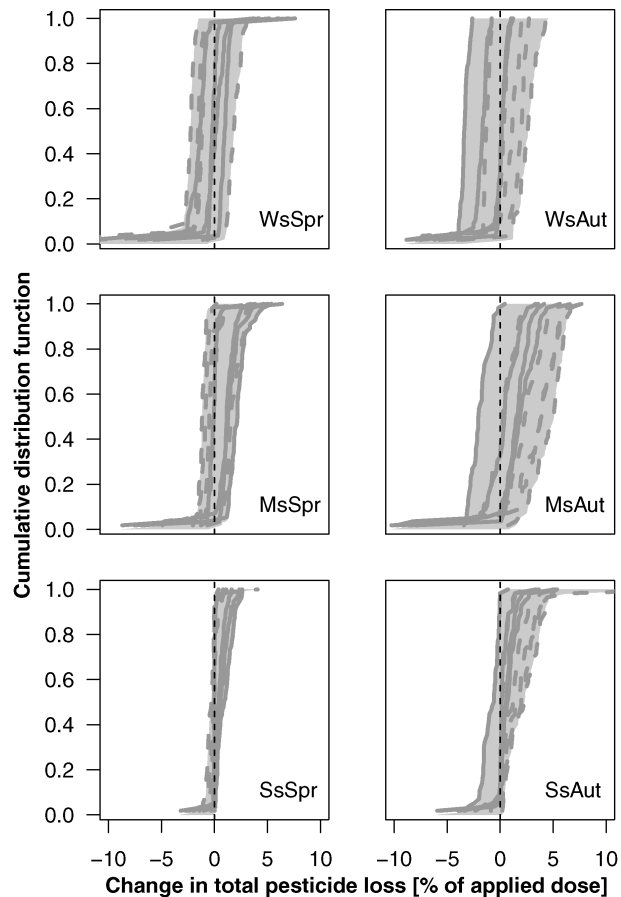 1.0
0.8
0.6
0.4
0.2
0.0
WsSpr
WsAut
1.0
0.8
0.6
0.4
0.2
0.0
MsSpr
MsAut
1.0
0.8
0.6
0.4
0.2
0.0
SsSpr
SsAut
Cumulative distribution function
−10 −5 0 5 10 −10 −5 0 5 10
Change in total pesticide loss [% of applied dose]